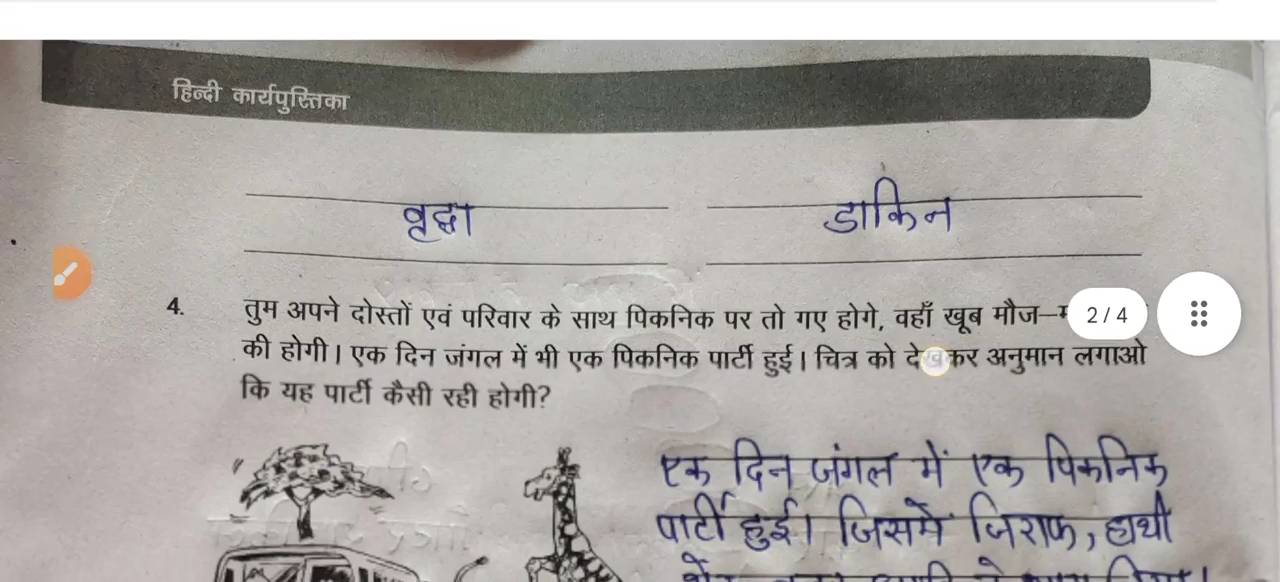 हिन्दी कार्यपुस्तिका
वृद्धा डाकिन
4. तुम अपने दोस्तों एवं परिवार के साथ पिकनिक पर तो गए होगे, वहाँ खूब मौज–
2 / 4
की होगी। एक दिन जंगल में भी एक पिकनिक पार्टी हुई। चित्र को देखकर अनुमान लगाओ
कि यह पार्टी कैसी रही होगी?
एक दिन जंगल में एक पिकनिक
पार्टी हुई। जिसमें जिराफ, हाथी